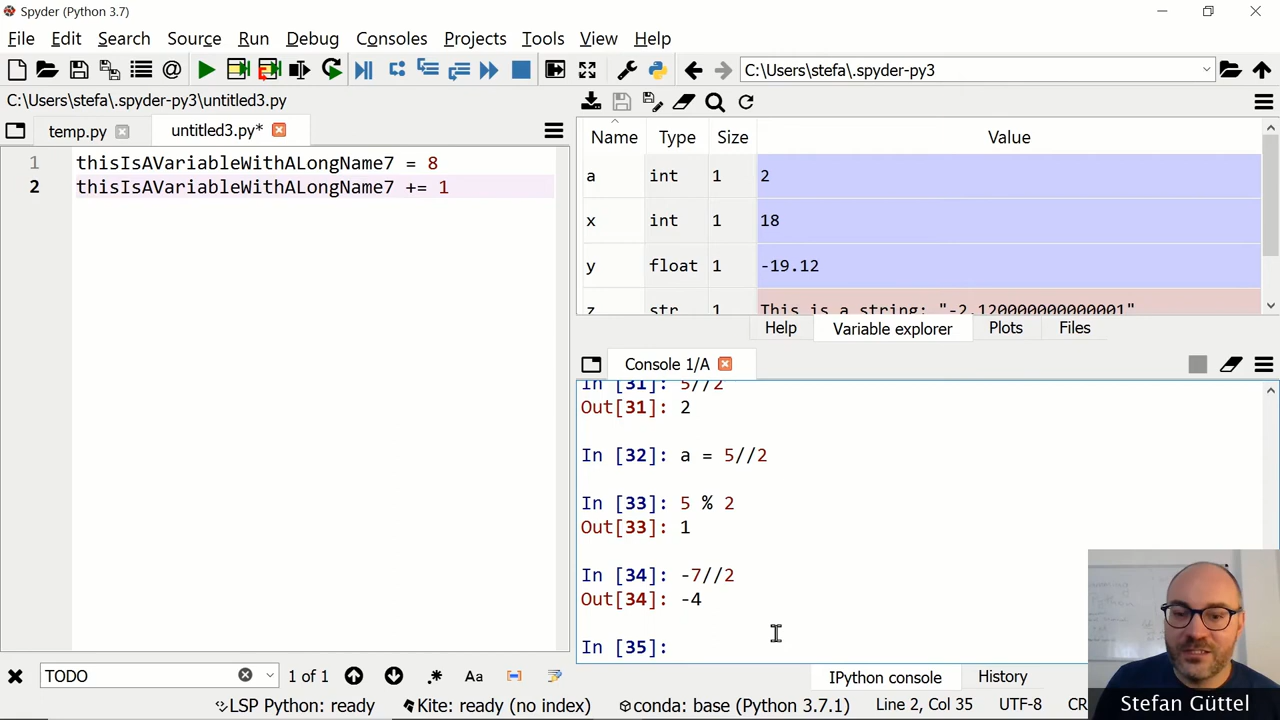 Spyder (Python 3.7)
File Edit Search Source Run Debug Consoles Projects Tools View Help
C:\Users\stefa\.spyder-py3
C:\Users\stefa\.spyder-py3\untitled3.py
temp.py untitled3.py*
1 thisIsAVariableWithALongName7 = 8
2 thisIsAVariableWithALongName7 += 1
Name Type Size Value
a int 1 2
x int 1 18
y float 1 -19.12
z str 1 This is a string: "-2.120000000000001"
Help Variable explorer Plots Files
Console 1/A
In [31]: 5//2
Out[31]: 2
In [32]: a = 5//2
In [33]: 5 % 2
Out[33]: 1
In [34]: -7//2
Out[34]: -4
In [35]:
IPython console History
TODO 1 of 1 .* Aa
LSP Python: ready Kite: ready (no index) conda: base (Python 3.7.1) Line 2, Col 35 UTF-8 CR
Stefan Güttel